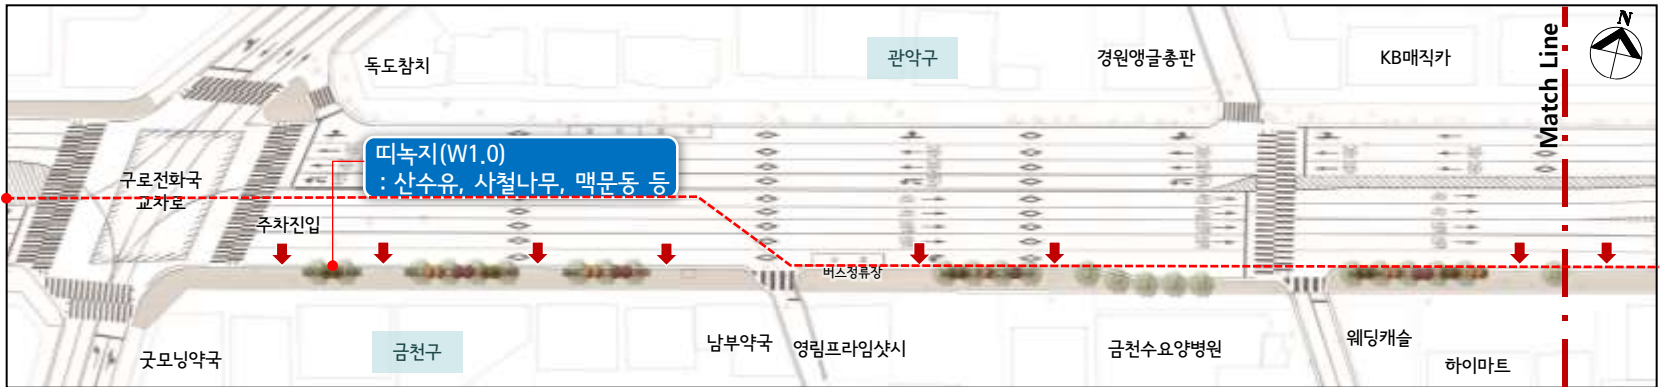 N
독도참치
관악구
경원앵글총판
KB매직카
Match Line
띠녹지(W1.0)
: 산수유, 사철나무, 맥문동 등
구로전화국
교차로
주차진입
버스정류장
굿모닝약국
금천구
남부약국
영림프라임샷시
금천수요양병원
웨딩캐슬
하이마트